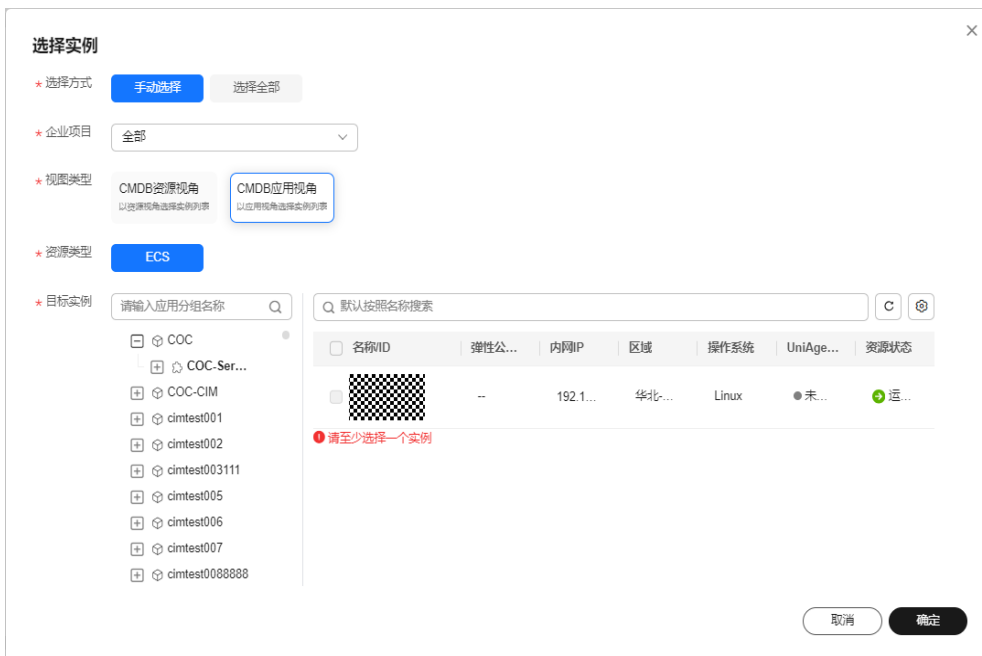 选择实例
* 选择方式
手动选择
选择全部
* 企业项目
全部
* 视图类型
CMDB资源视角
以资源视角选择实例列表
CMDB应用视角
以应用视角选择实例列表
* 资源类型
ECS
* 目标实例
请输入应用分组名称
默认按照名称搜索
COC
COC-Ser...
COC-CIM
cimtest001
cimtest002
cimtest003111
cimtest005
cimtest006
cimtest007
cimtest0088888
名称/ID 弹性公... 内网IP 区域 操作系统 UniAge... 资源状态
-- 192.1... 华北-... Linux 未... 运...
请至少选择一个实例
取消
确定